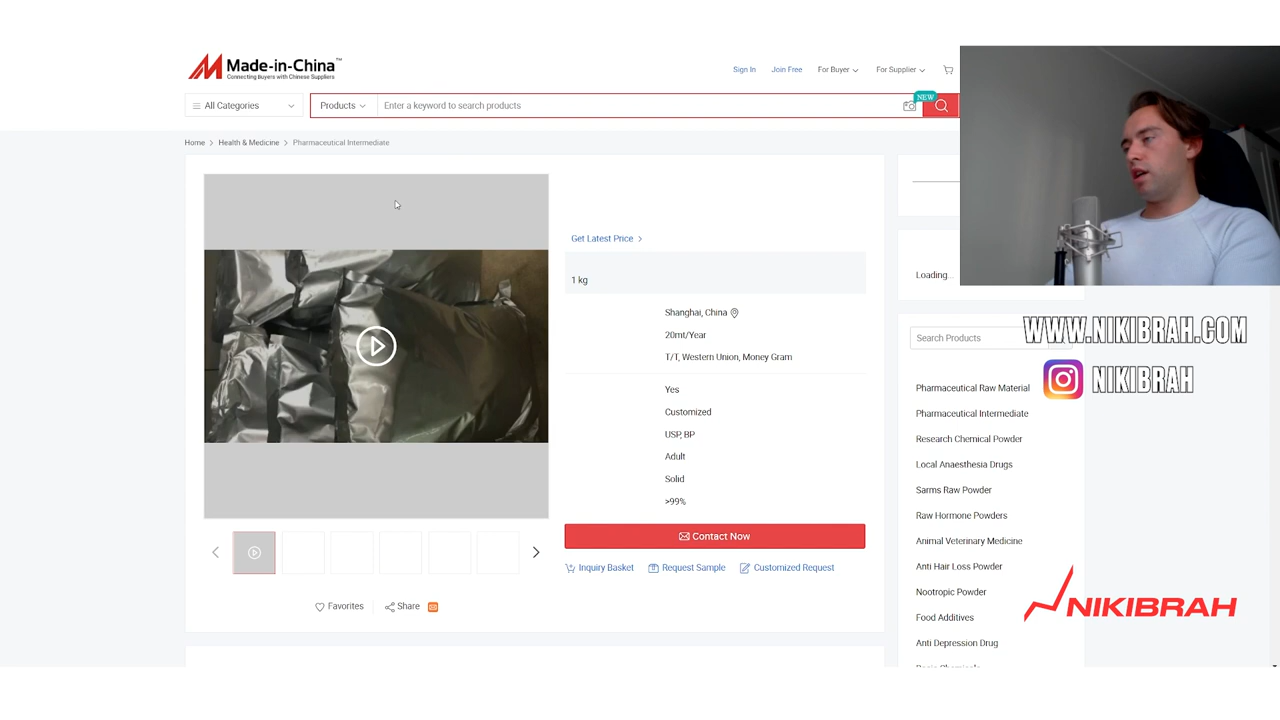 Made-in-China™
Connecting Buyers with Chinese Suppliers
Sign In
Join Free
For Buyer
For Supplier
All Categories
Products
Enter a keyword to search products
NEW
Home > Health & Medicine > Pharmaceutical Intermediate
Get Latest Price
1 kg
Shanghai, China
20mt/Year
T/T, Western Union, Money Gram
Yes
Customized
USP, BP
Adult
Solid
>99%
Contact Now
Inquiry Basket
Request Sample
Customized Request
Favorites
Share
Loading...
Search Products
WWW.NIKIBRAH.COM
NIKIBRAH
Pharmaceutical Raw Material
Pharmaceutical Intermediate
Research Chemical Powder
Local Anaesthesia Drugs
Sarms Raw Powder
Raw Hormone Powders
Animal Veterinary Medicine
Anti Hair Loss Powder
Nootropic Powder
Food Additives
Anti Depression Drug
NIKIBRAH